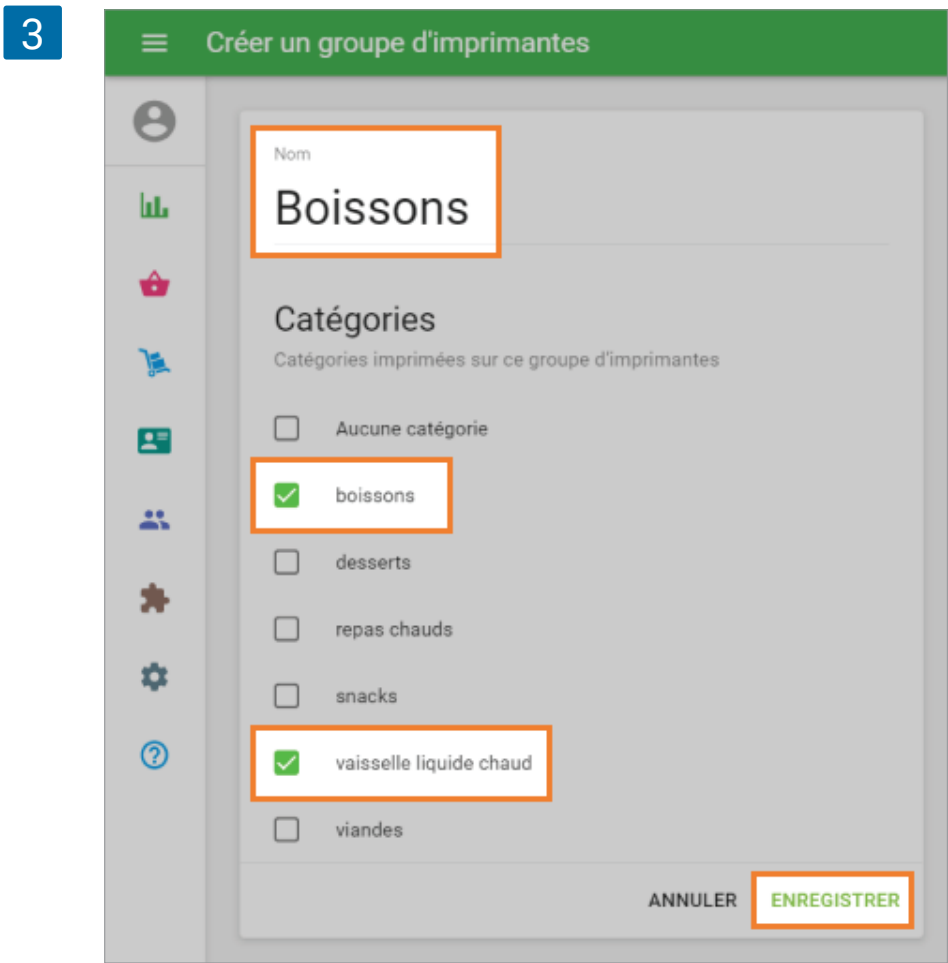 3
Créer un groupe d'imprimantes
Nom
Boissons
Catégories
Catégories imprimées sur ce groupe d'imprimantes
Aucune catégorie
boissons
desserts
repas chauds
snacks
vaisselle liquide chaud
viandes
ANNULER ENREGISTRER